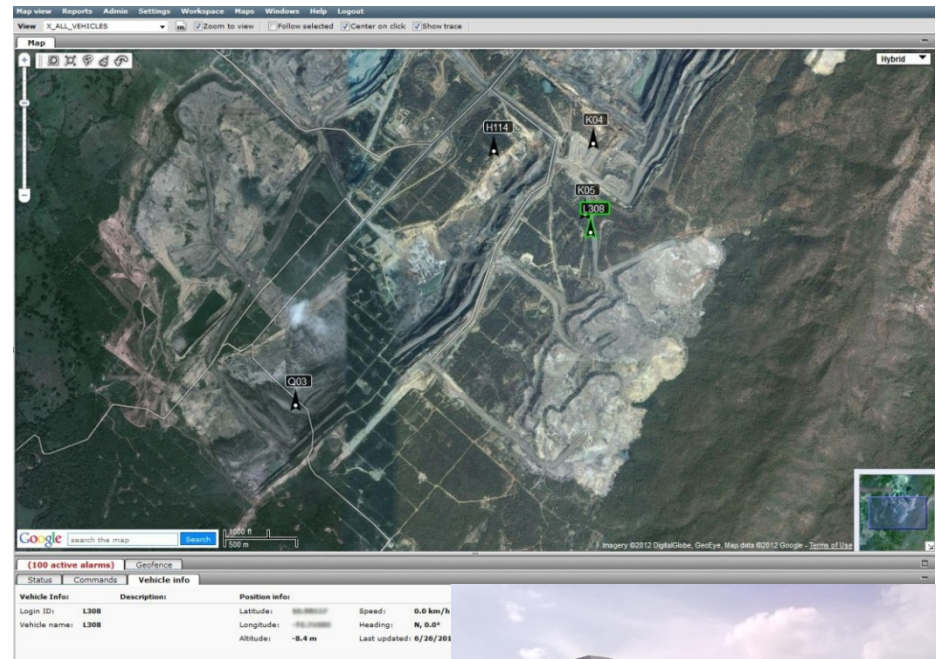 Map view Reports Admin Settings Workspace Maps Windows Help Logout
View X_ALL_VEHICLES Zoom to view Follow selected Center on click Show trace
Map
Hybrid
H114
K04
K05
L308
Q03
Google search the map Search
1000 ft
500 m
Imagery ©2012 DigitalGlobe, GeoEye, Map data ©2012 Google - Terms of Use
(100 active alarms) Geofence
Status Commands Vehicle info
Vehicle Info: Description: Position info:
Login ID: L308 Latitude: Speed: 0.0 km/h
Vehicle name: L308 Longitude: Heading: N, 0.0°
Altitude: -8.4 m Last updated: 6/26/201